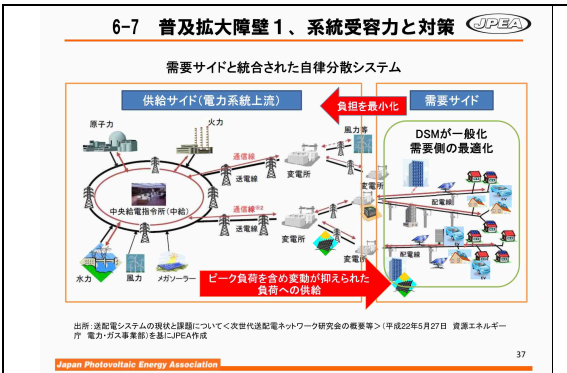 6-7 普及拡大障壁1、系統受容力と対策
JPEA
需要サイドと統合された自律分散システム
供給サイド(電力系統上流)
負担を最小化
需要サイド
原子力
火力
風力等
DSMが一般化
需要側の最適化
通信線
送電線
変電所
変電所
配電線
中央給電指令所(中給)
通信線
送電線
変電所
変電所
配電線
水力
風力
メガソーラー
ピーク負荷を含め変動が抑えられた
負荷への供給
出所:送配電システムの現状と課題について<次世代送配電ネットワーク研究会の概要等>(平成22年5月27日 資源エネルギー
庁 電力・ガス事業部)を基にJPEA作成
37
Japan Photovoltaic Energy Association